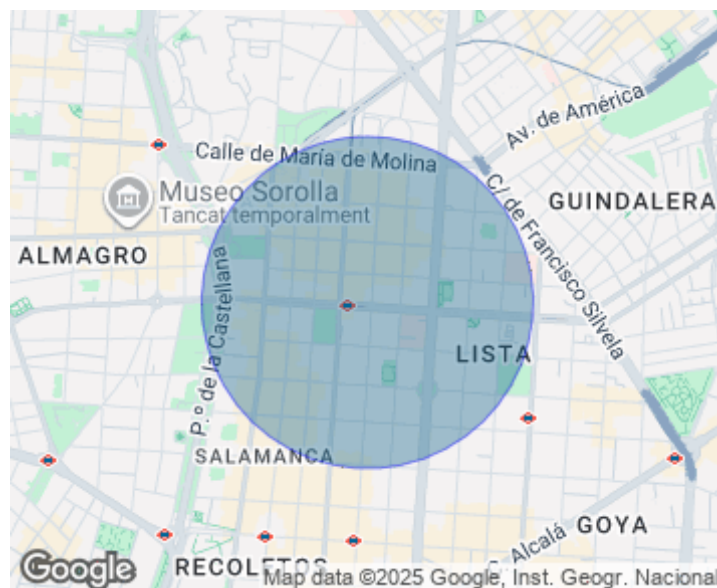 Av. de América
Calle de María de Molina
Museo Sorolla
Tancat temporalment
C/ de Francisco Silvela
GUINDALERA
ALMAGRO
P.º de la Castellana
LISTA
SALAMANCA
GOYA
Alcalá
RECOLETOS
Google
Map data ©2025 Google, Inst. Geogr. Nacional